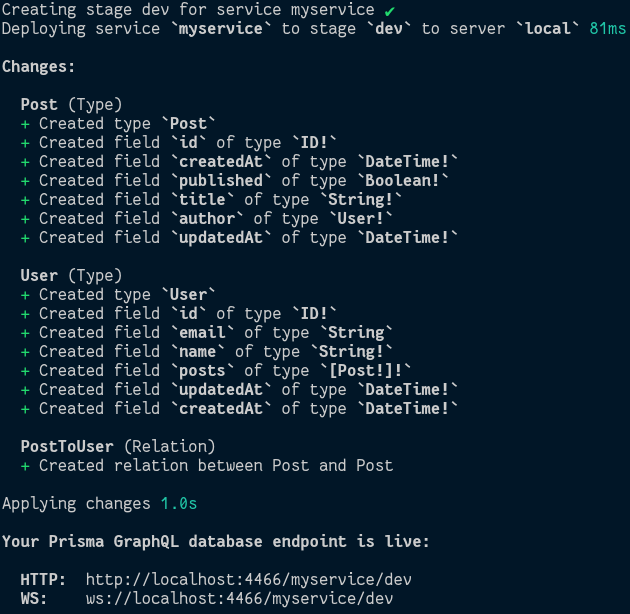 Creating stage dev for service myservice ✔
Deploying service `myservice` to stage `dev` to server `local` 81ms
Changes:
Post (Type)
+ Created type `Post`
+ Created field `id` of type `ID!`
+ Created field `createdAt` of type `DateTime!`
+ Created field `published` of type `Boolean!`
+ Created field `title` of type `String!`
+ Created field `author` of type `User!`
+ Created field `updatedAt` of type `DateTime!`
User (Type)
+ Created type `User`
+ Created field `id` of type `ID!`
+ Created field `email` of type `String`
+ Created field `name` of type `String!`
+ Created field `posts` of type `[Post!]!`
+ Created field `updatedAt` of type `DateTime!`
+ Created field `createdAt` of type `DateTime!`
PostToUser (Relation)
+ Created relation between Post and Post
Applying changes 1.0s
Your Prisma GraphQL database endpoint is live:
HTTP:  http://localhost:4466/myservice/dev
WS:    ws://localhost:4466/myservice/dev